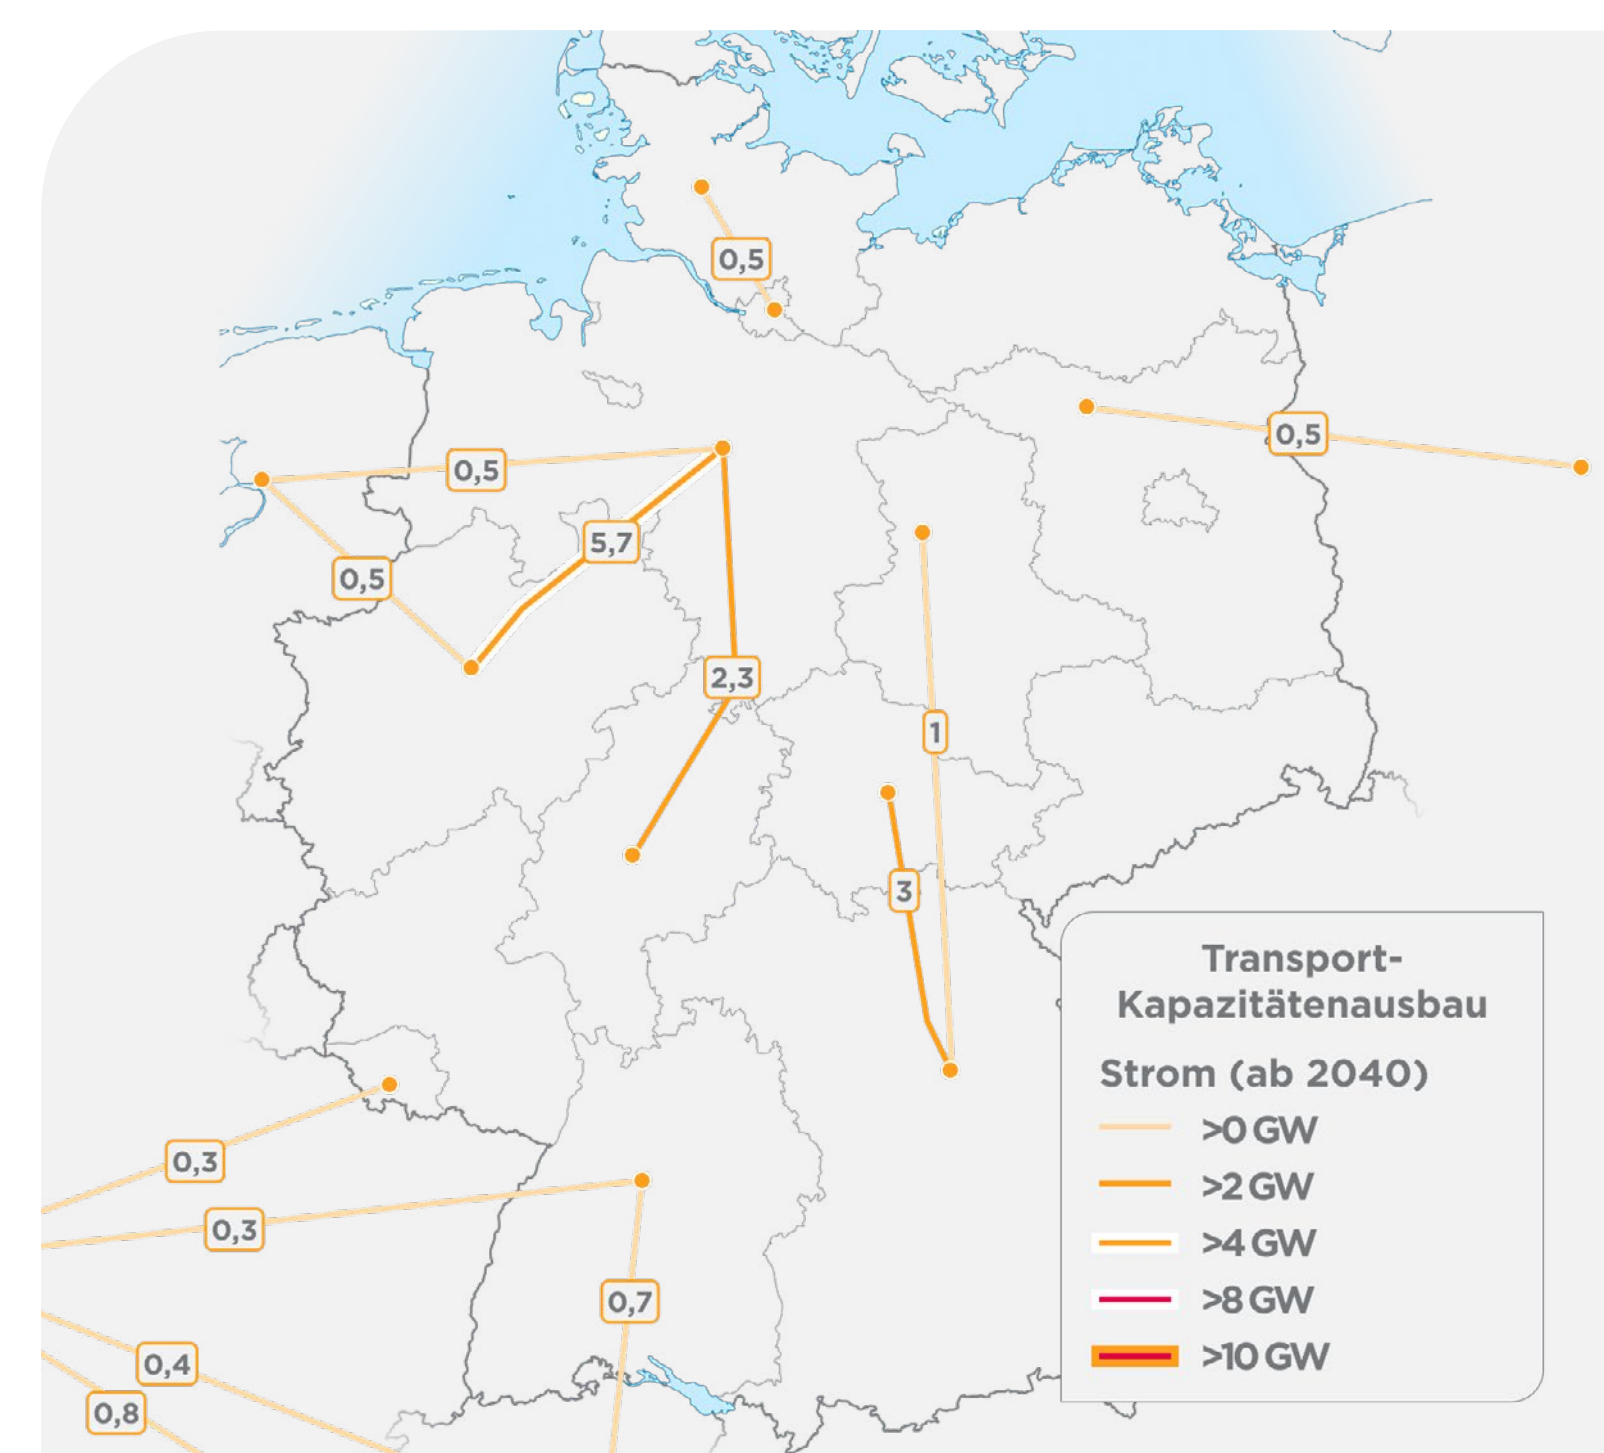 0,5
0,5
0,5
5,7
0,5
2,3
1
3
0,3
0,3
0,7
0,4
0,8
Transport-
Kapazitätenausbau
Strom (ab 2040)
>0 GW
>2 GW
>4 GW
>8 GW
>10 GW